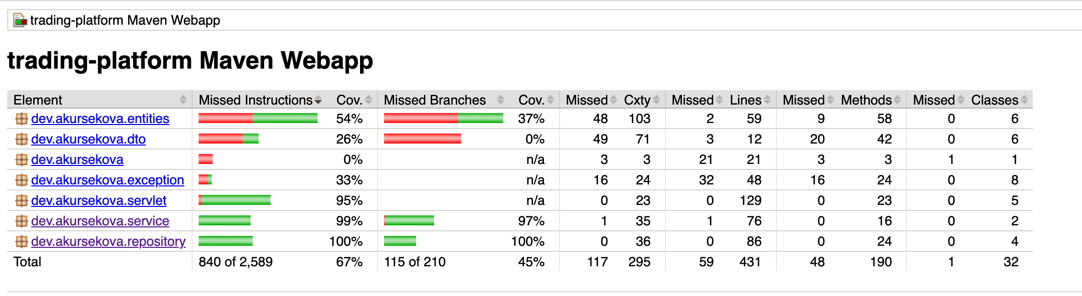 trading-platform Maven Webapp
trading-platform Maven Webapp
Element Missed Instructions Cov. Missed Branches Cov. Missed Cxty Missed Lines Missed Methods Missed Classes
dev.akursekova.entities 54% 37% 48 103 2 59 9 58 0 6
dev.akursekova.dto 26% 0% 49 71 3 12 20 42 0 6
dev.akursekova 0% n/a 3 3 21 21 3 3 1 1
dev.akursekova.exception 33% n/a 16 24 32 48 16 24 0 8
dev.akursekova.servlet 95% n/a 0 23 0 129 0 23 0 5
dev.akursekova.service 99% 97% 1 35 1 76 0 16 0 2
dev.akursekova.repository 100% 100% 0 36 0 86 0 24 0 4
Total 840 of 2,589 67% 115 of 210 45% 117 295 59 431 48 190 1 32